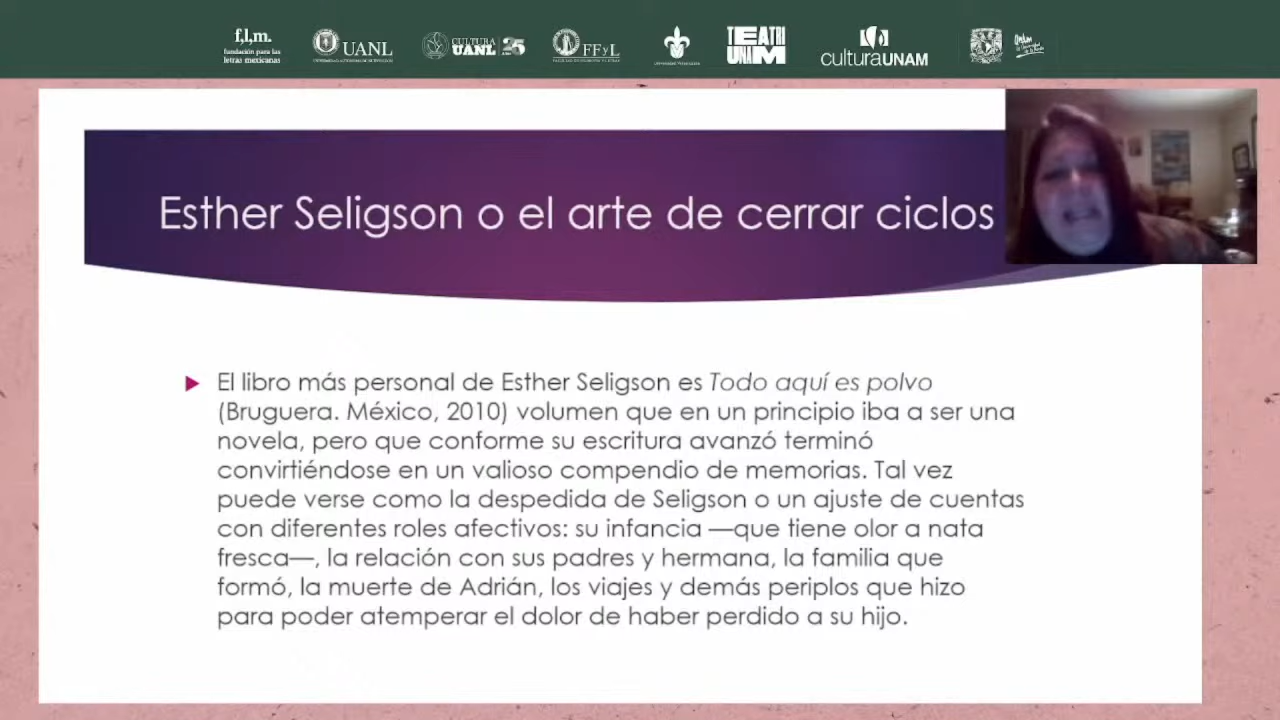 f,l,m.
fundación para las
letras mexicanas
UANL
CULTURA
UANL 25
FFyL
TEATRO
UNAM
culturaUNAM
Esther Seligson o el arte de cerrar ciclos
El libro más personal de Esther Seligson es Todo aquí es polvo
(Bruguera. México, 2010) volumen que en un principio iba a ser una
novela, pero que conforme su escritura avanzó terminó
convirtiéndose en un valioso compendio de memorias. Tal vez
puede verse como la despedida de Seligson o un ajuste de cuentas
con diferentes roles afectivos: su infancia —que tiene olor a nata
fresca—, la relación con sus padres y hermana, la familia que
formó, la muerte de Adrián, los viajes y demás periplos que hizo
para poder atemperar el dolor de haber perdido a su hijo.